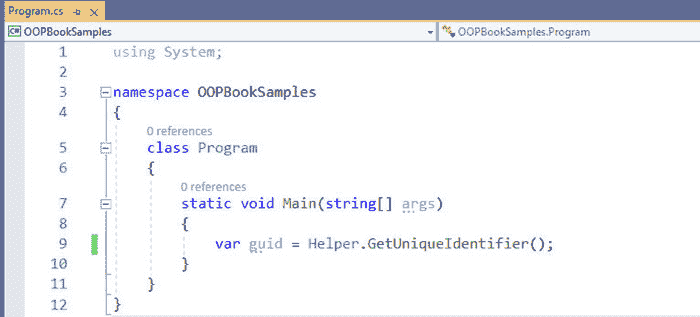 Program.cs
OOPBookSamples OOPBookSamples.Program
1 using System;
2
3 namespace OOPBookSamples
4 {
0 references
5 class Program
6 {
0 references
7 static void Main(string[] args)
8 {
9 var guid = Helper.GetUniqueIdentifier();
10 }
11 }
12 }